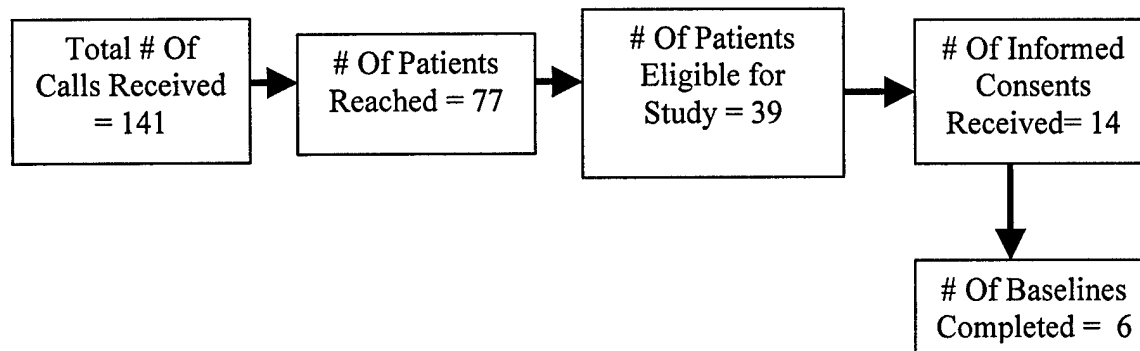 Total # Of
Calls Received
= 141
# Of Patients
Reached = 77
# Of Patients
Eligible for
Study = 39
# Of Informed
Consents
Received= 14
# Of Baselines
Completed = 6